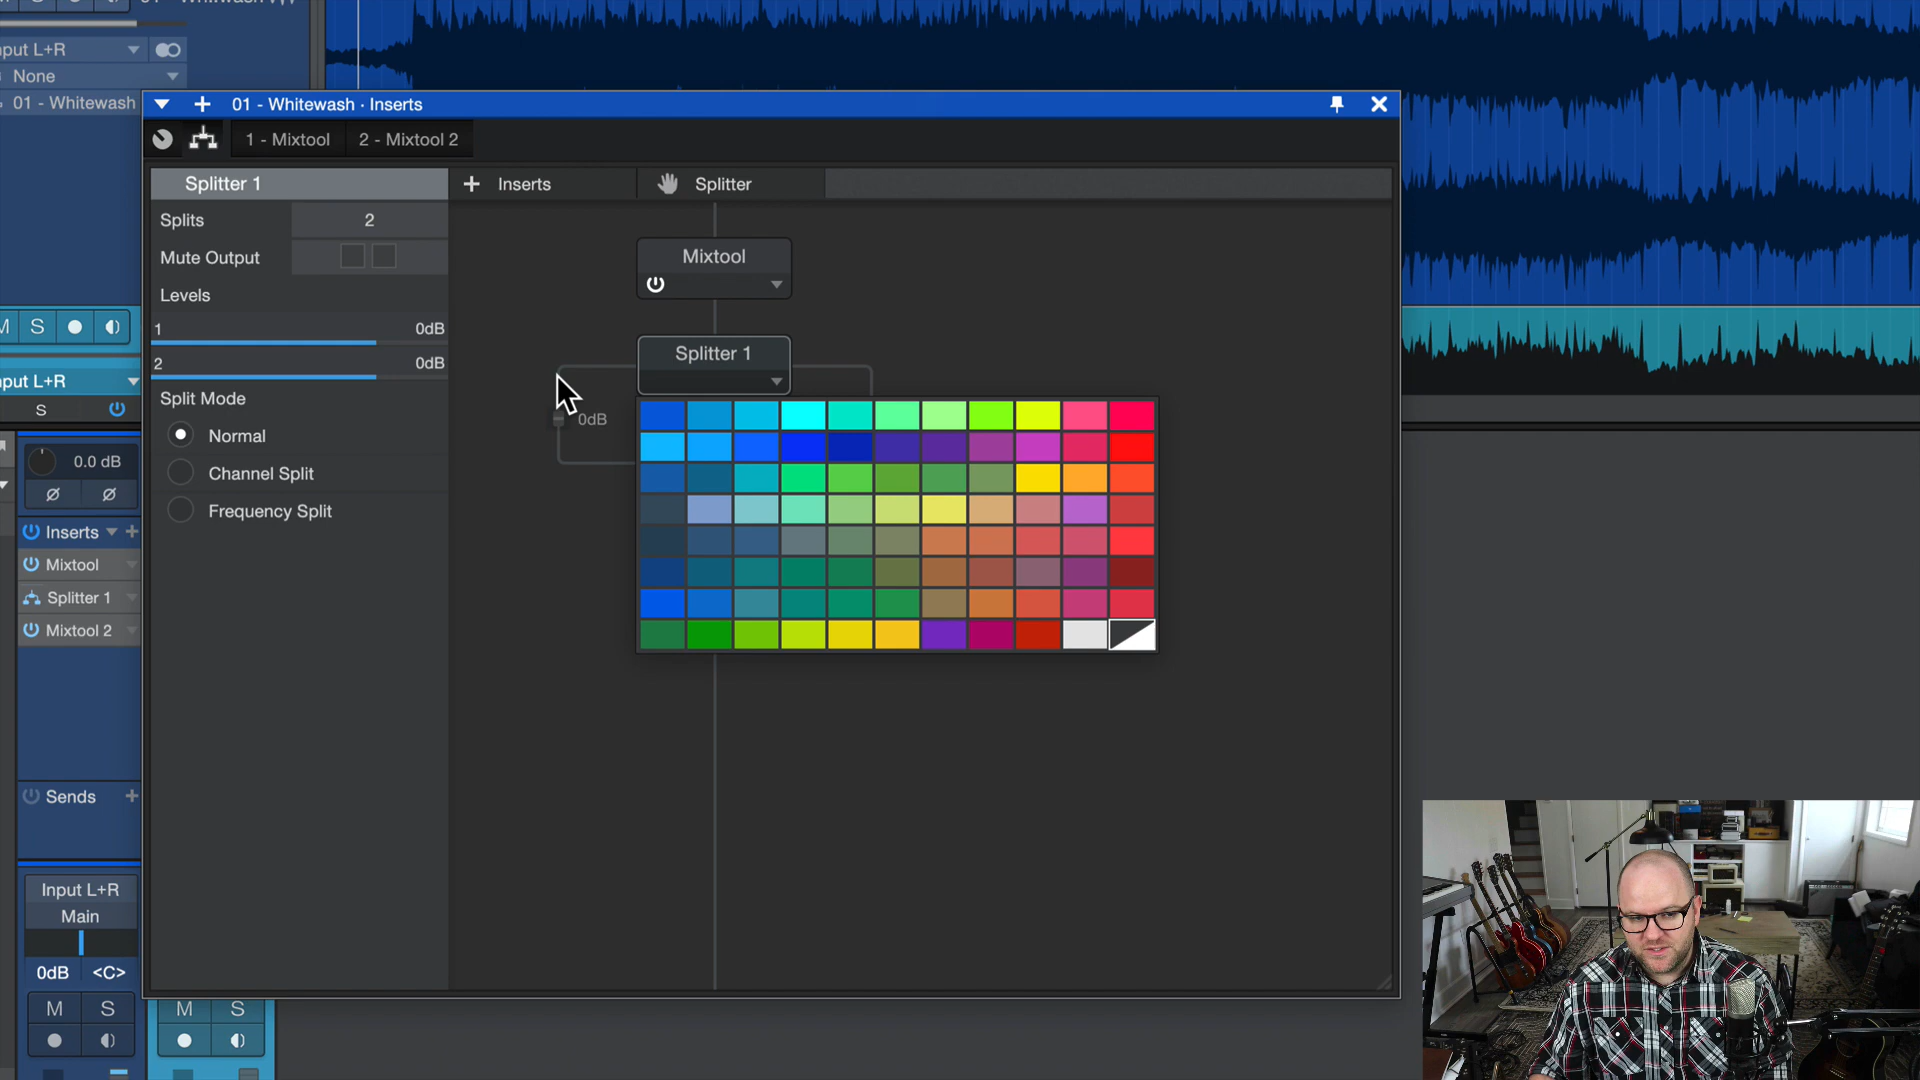 put L+R
None
01 - Whitewash
01 - Whitewash · Inserts
1 - Mixtool
2 - Mixtool 2
Splitter 1
Inserts
Splitter
Splits
2
Mute Output
Levels
1
0dB
2
0dB
Split Mode
Normal
Channel Split
Frequency Split
Mixtool
Splitter 1
0dB
M S
put L+R
S
0.0 dB
Ø Ø
Inserts
Mixtool
Splitter 1
Mixtool 2
Sends
Input L+R
Main
0dB <C>
M S
M S